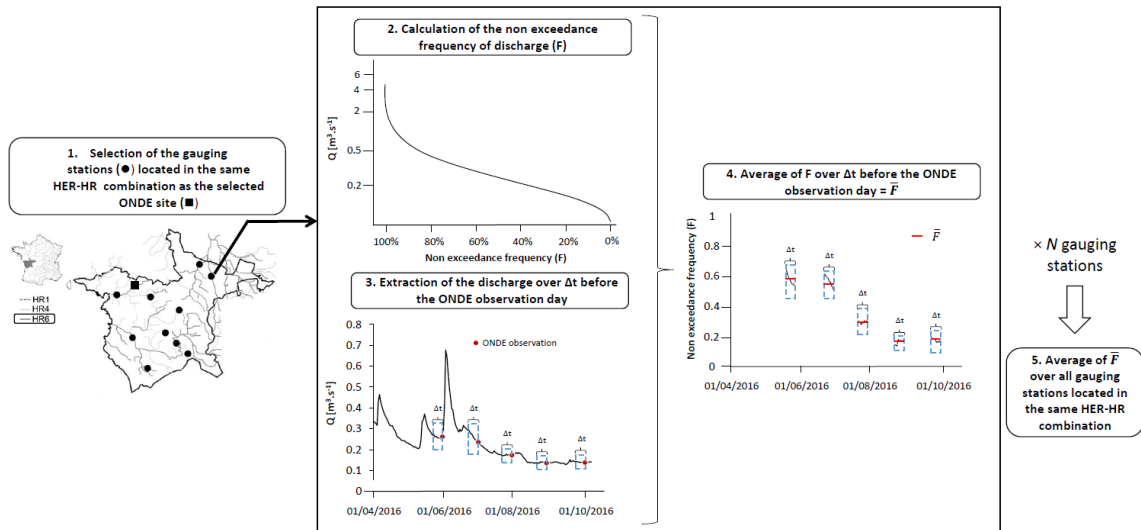 1. Selection of the gauging
stations (●) located in the same
HER-HR combination as the selected
ONDE site (■)
HR1
HR4
HR6
2. Calculation of the non exceedance
frequency of discharge (F)
Q [m³.s⁻¹]
6
4
2
0.5
0.2
100%
80%
60%
40%
20%
0%
Non exceedance frequency (F)
3. Extraction of the discharge over Δt before
the ONDE observation day
Q [m³.s⁻¹]
0.8
0.7
0.6
0.5
0.4
0.3
0.2
0.1
0
ONDE observation
Δt
Δt
Δt
Δt
Δt
01/04/2016
01/06/2016
01/08/2016
01/10/2016
4. Average of F over Δt before the ONDE
observation day = F̅
Non exceedance frequency (F)
1
0.8
0.6
0.4
0.2
0
F̅
Δt
Δt
Δt
Δt
Δt
01/04/2016
01/06/2016
01/08/2016
01/10/2016
× N gauging
stations
5. Average of F̅
over all gauging
stations located in
the same HER-HR
combination